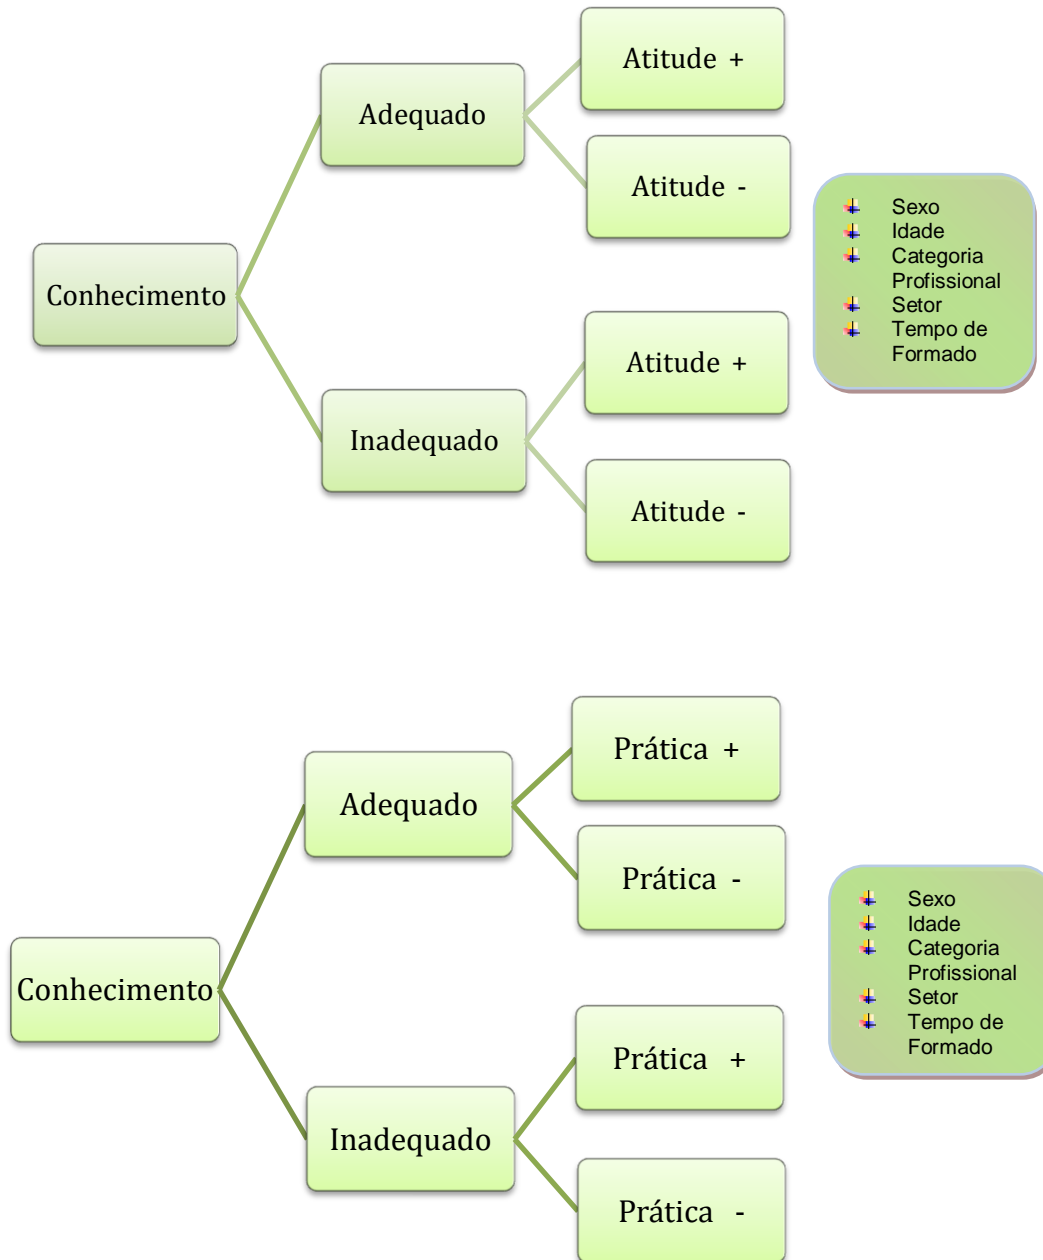 Atitude +
Adequado
Atitude -
Conhecimento
Atitude +
Inadequado
Atitude -
Sexo
Idade
Categoria
Profissional
Setor
Tempo de
Formado
Prática +
Adequado
Prática -
Conhecimento
Prática +
Inadequado
Prática -
Sexo
Idade
Categoria
Profissional
Setor
Tempo de
Formado